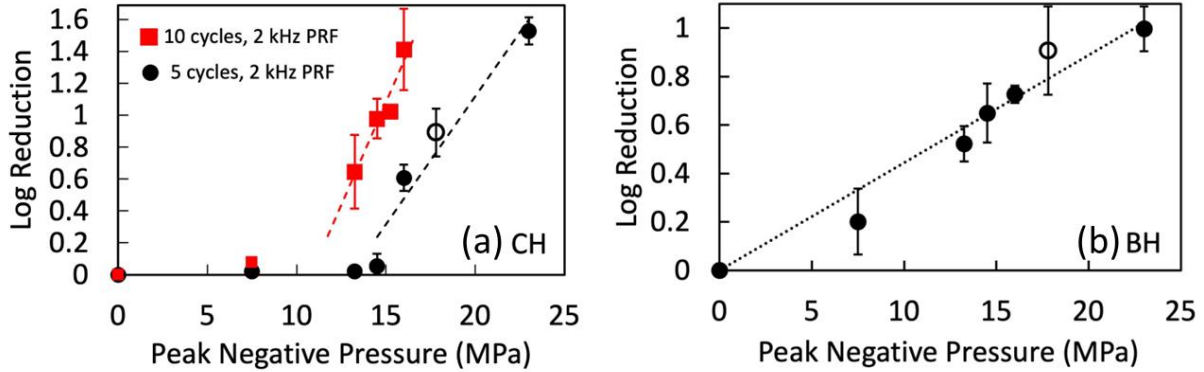 1.6
1.4
1.2
1
0.8
0.6
0.4
0.2
0
Log Reduction
10 cycles, 2 kHz PRF
5 cycles, 2 kHz PRF
(a) CH
0 5 10 15 20 25
Peak Negative Pressure (MPa)
1
0.8
0.6
0.4
0.2
0
Log Reduction
(b) BH
0 5 10 15 20 25
Peak Negative Pressure (MPa)